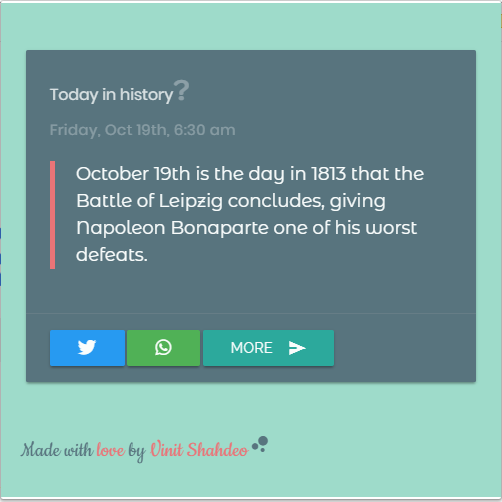 Today in history?
Friday, Oct 19th, 6:30 am
October 19th is the day in 1813 that the
Battle of Leipzig concludes, giving
Napoleon Bonaparte one of his worst
defeats.
MORE
Made with love by Vinit Shahdeo